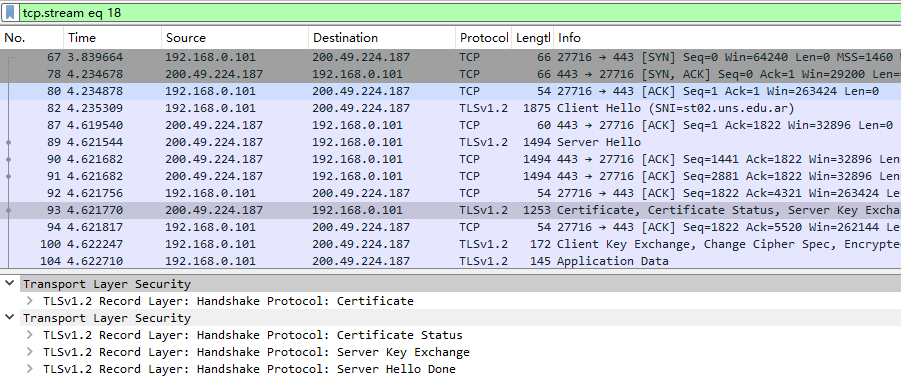 tcp.stream eq 18
No. Time Source Destination Protocol Lengtl Info
67 3.839664 192.168.0.101 200.49.224.187 TCP 66 27716 → 443 [SYN] Seq=0 Win=64240 Len=0 MSS=1460
78 4.234678 200.49.224.187 192.168.0.101 TCP 66 443 → 27716 [SYN, ACK] Seq=0 Ack=1 Win=29200 Len=
80 4.234878 192.168.0.101 200.49.224.187 TCP 54 27716 → 443 [ACK] Seq=1 Ack=1 Win=263424 Len=0
82 4.235309 192.168.0.101 200.49.224.187 TLSv1.2 1875 Client Hello (SNI=st02.uns.edu.ar)
87 4.619540 200.49.224.187 192.168.0.101 TCP 60 443 → 27716 [ACK] Seq=1 Ack=1822 Win=32896 Len=0
89 4.621544 200.49.224.187 192.168.0.101 TLSv1.2 1494 Server Hello
90 4.621682 200.49.224.187 192.168.0.101 TCP 1494 443 → 27716 [ACK] Seq=1441 Ack=1822 Win=32896 Len
91 4.621682 200.49.224.187 192.168.0.101 TCP 1494 443 → 27716 [ACK] Seq=2881 Ack=1822 Win=32896 Len
92 4.621756 192.168.0.101 200.49.224.187 TCP 54 27716 → 443 [ACK] Seq=1822 Ack=4321 Win=263424 Len
93 4.621770 200.49.224.187 192.168.0.101 TLSv1.2 1253 Certificate, Certificate Status, Server Key Excha
94 4.621817 192.168.0.101 200.49.224.187 TCP 54 27716 → 443 [ACK] Seq=1822 Ack=5520 Win=262144 Len
100 4.622247 192.168.0.101 200.49.224.187 TLSv1.2 172 Client Key Exchange, Change Cipher Spec, Encrypte
104 4.622710 192.168.0.101 200.49.224.187 TLSv1.2 145 Application Data
Transport Layer Security
TLSv1.2 Record Layer: Handshake Protocol: Certificate
Transport Layer Security
TLSv1.2 Record Layer: Handshake Protocol: Certificate Status
TLSv1.2 Record Layer: Handshake Protocol: Server Key Exchange
TLSv1.2 Record Layer: Handshake Protocol: Server Hello Done